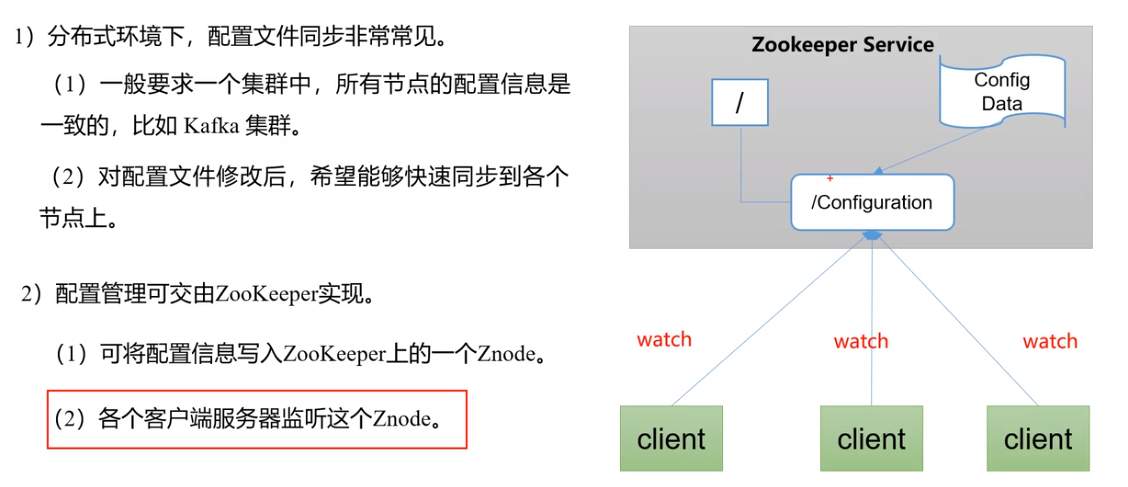 1）分布式环境下，配置文件同步非常常见。
（1）一般要求一个集群中，所有节点的配置信息是
一致的，比如 Kafka 集群。
（2）对配置文件修改后，希望能够快速同步到各个
节点上。
2）配置管理可交由ZooKeeper实现。
（1）可将配置信息写入ZooKeeper上的一个Znode。
（2）各个客户端服务器监听这个Znode。
Zookeeper Service
/
Config
Data
/Configuration
watch
watch
watch
client
client
client